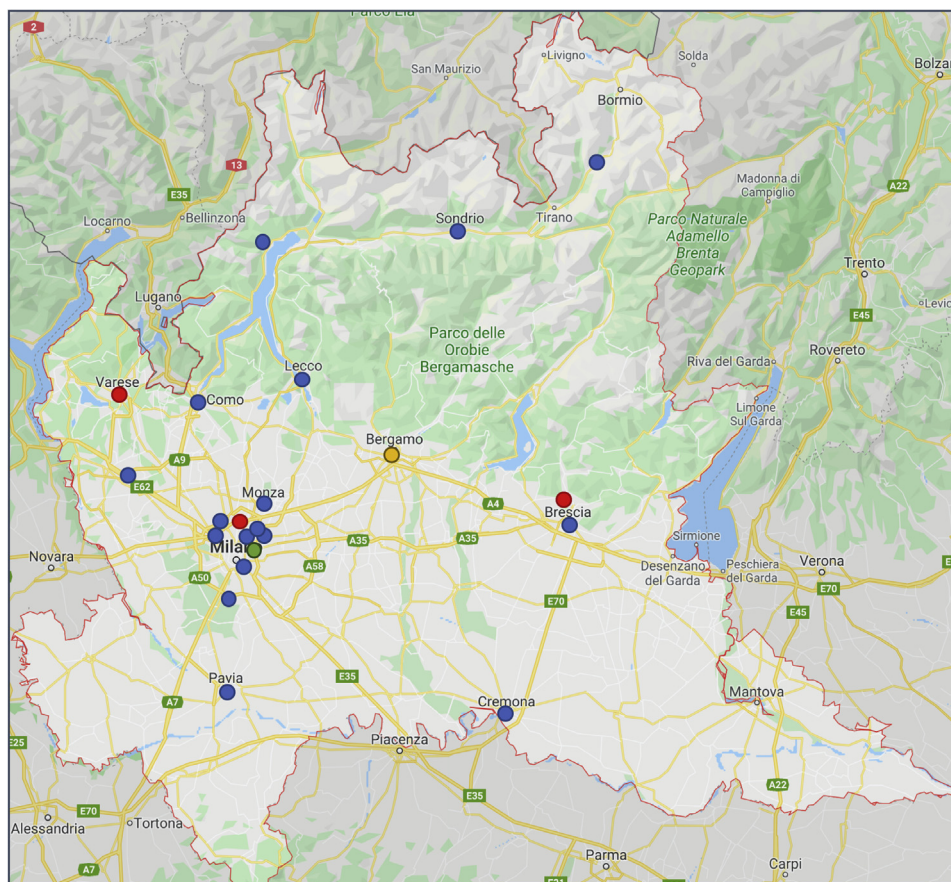 Parco Ela
2
Livigno
Solda
San Maurizio
Bolza
Bormio
13
E35
Madonna di
Campiglio
A22
Locarno
Bellinzona
Sondrio
Tirano
Parco Naturale
Adamello
Brenta
Geopark
Trento
Lugano
Levic
E45
Parco delle
Orobie
Bergamasche
Rovereto
Riva del Garda
Lecco
Varese
Como
Limone
Sul Garda
Bergamo
A9
E62
Monza
A4
Brescia
A35
A35
Novara
Milan
A50
A58
Sirmione
Desenzano
del Garda
Peschiera
del Garda
Verona
E70
E70
E45
E35
Pavia
A7
Cremona
Mantova
Piacenza
E25
A22
E35
E70
Alessandria
Tortona
Parma
Carpi
A7
E31